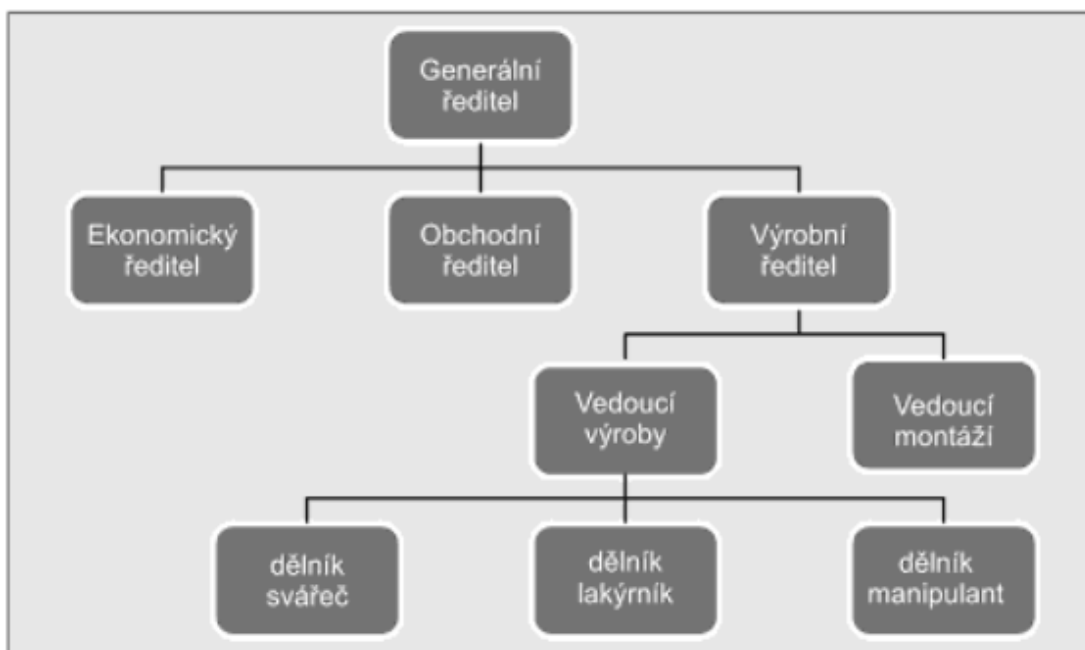 Generální
ředitel
Ekonomický
ředitel
Obchodní
ředitel
Výrobní
ředitel
Vedoucí
výroby
Vedoucí
montáží
dělník
svářeč
dělník
lakýrník
dělník
manipulant